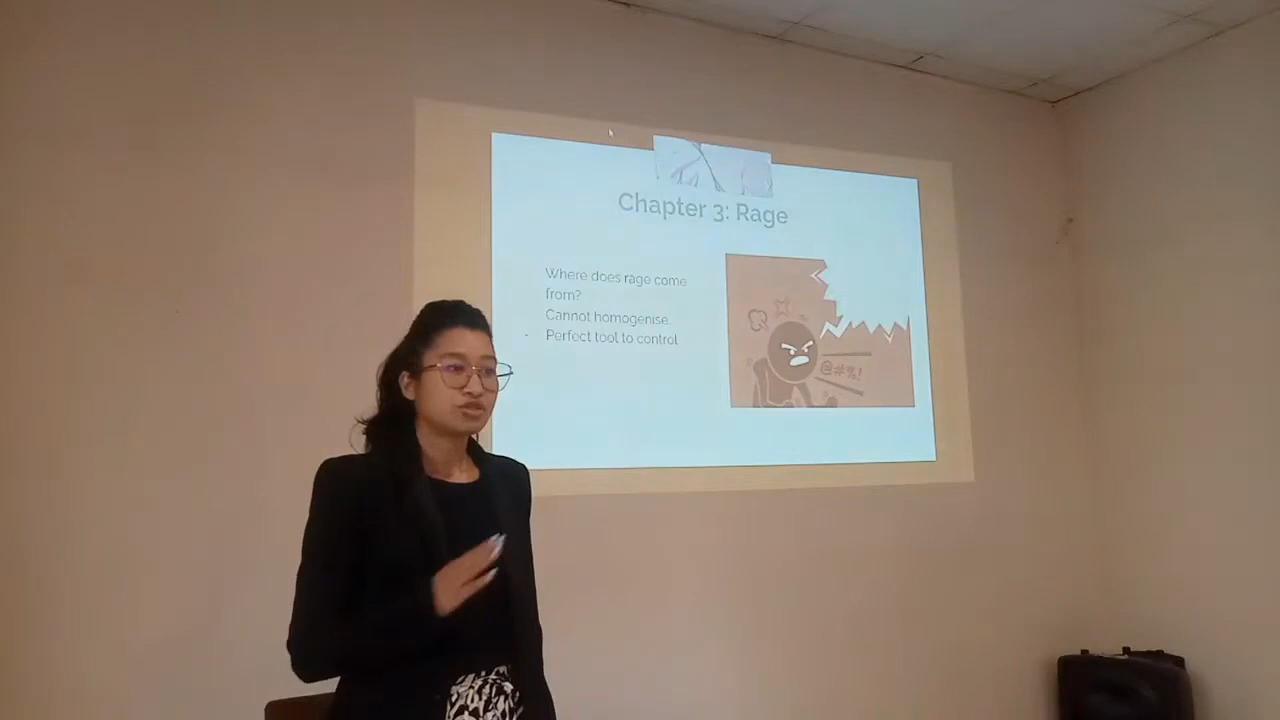 Chapter 3: Rage
Where does rage come
from?
Cannot homogenise.
- Perfect tool to control
@#%!